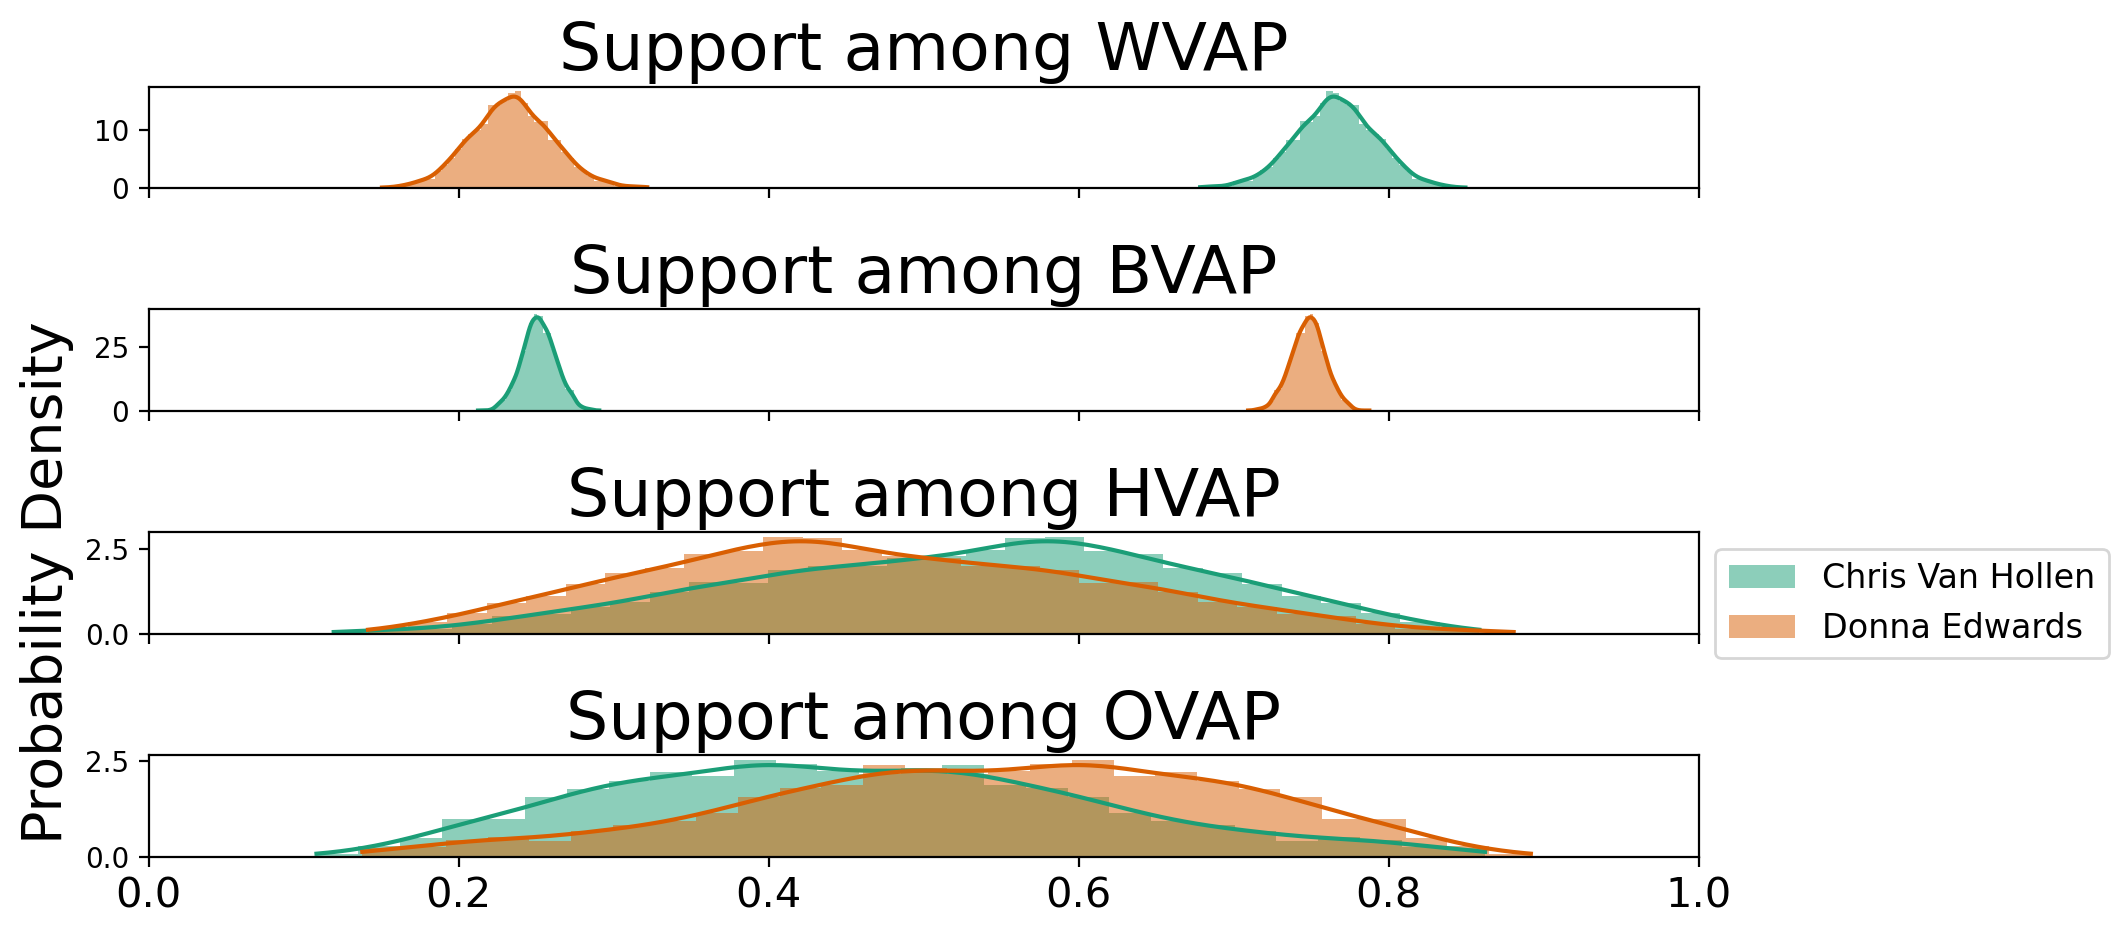 Support among WVAP
10
0
Support among BVAP
25
0
Support among HVAP
2.5
0.0
Support among OVAP
2.5
0.0
0.0 0.2 0.4 0.6 0.8 1.0
Probability Density
Chris Van Hollen
Donna Edwards